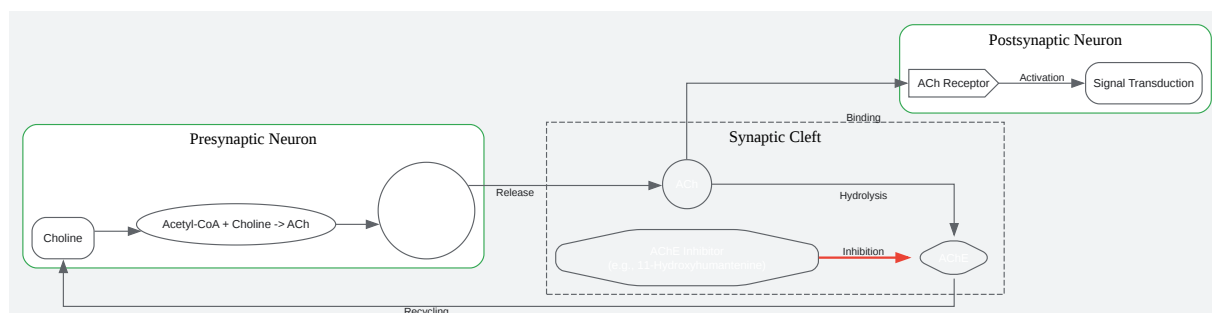 Postsynaptic Neuron
ACh Receptor
Activation
Signal Transduction
Binding
Presynaptic Neuron
Synaptic Cleft
ACh
Release
Hydrolysis
Acetyl-CoA + Choline -> ACh
Choline
AChE Inhibitor
(e.g., 11-Hydroxyhumantenine)
Inhibition
AChE
Recycling